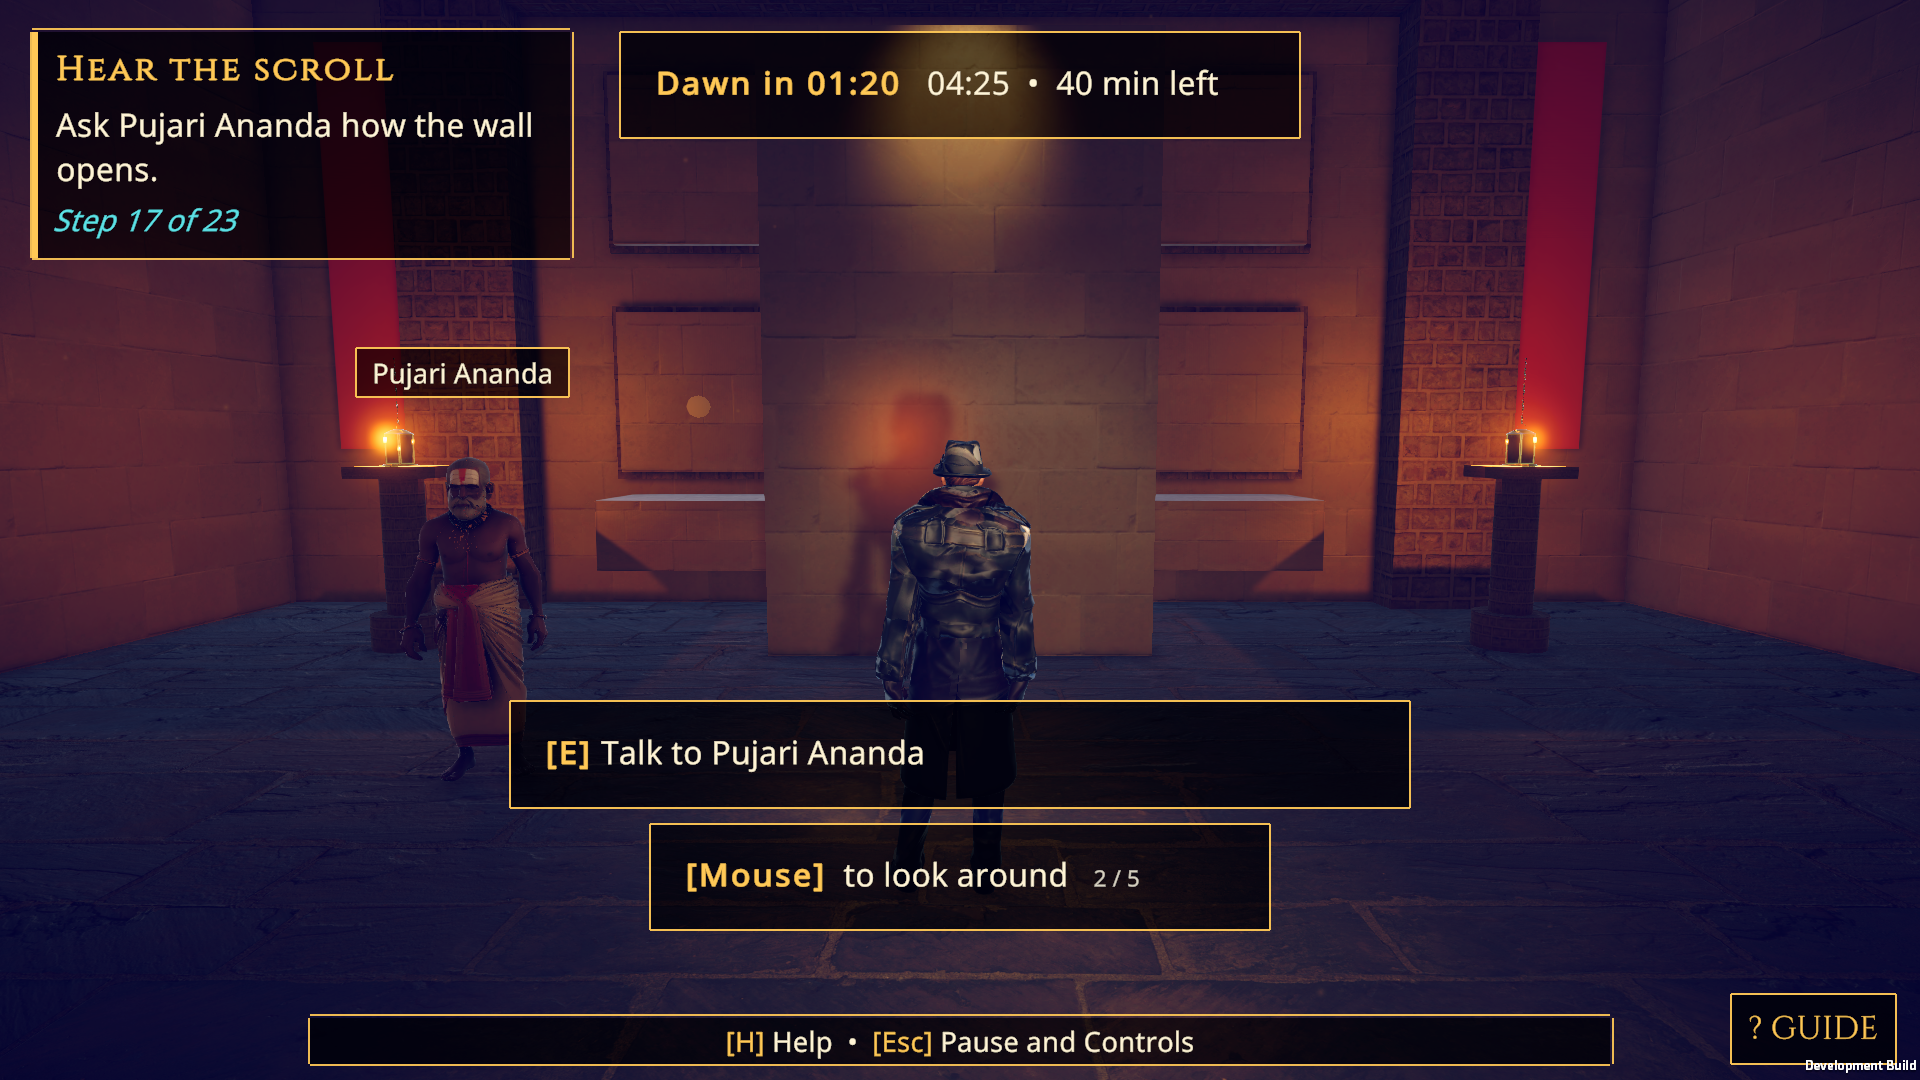 HEAR THE SCROLL
Ask Pujari Ananda how the wall
opens.
Step 17 of 23
Dawn in 01:20 04:25 • 40 min left
Pujari Ananda
[E] Talk to Pujari Ananda
[Mouse] to look around 2 / 5
[H] Help • [Esc] Pause and Controls
? GUIDE
Development Build